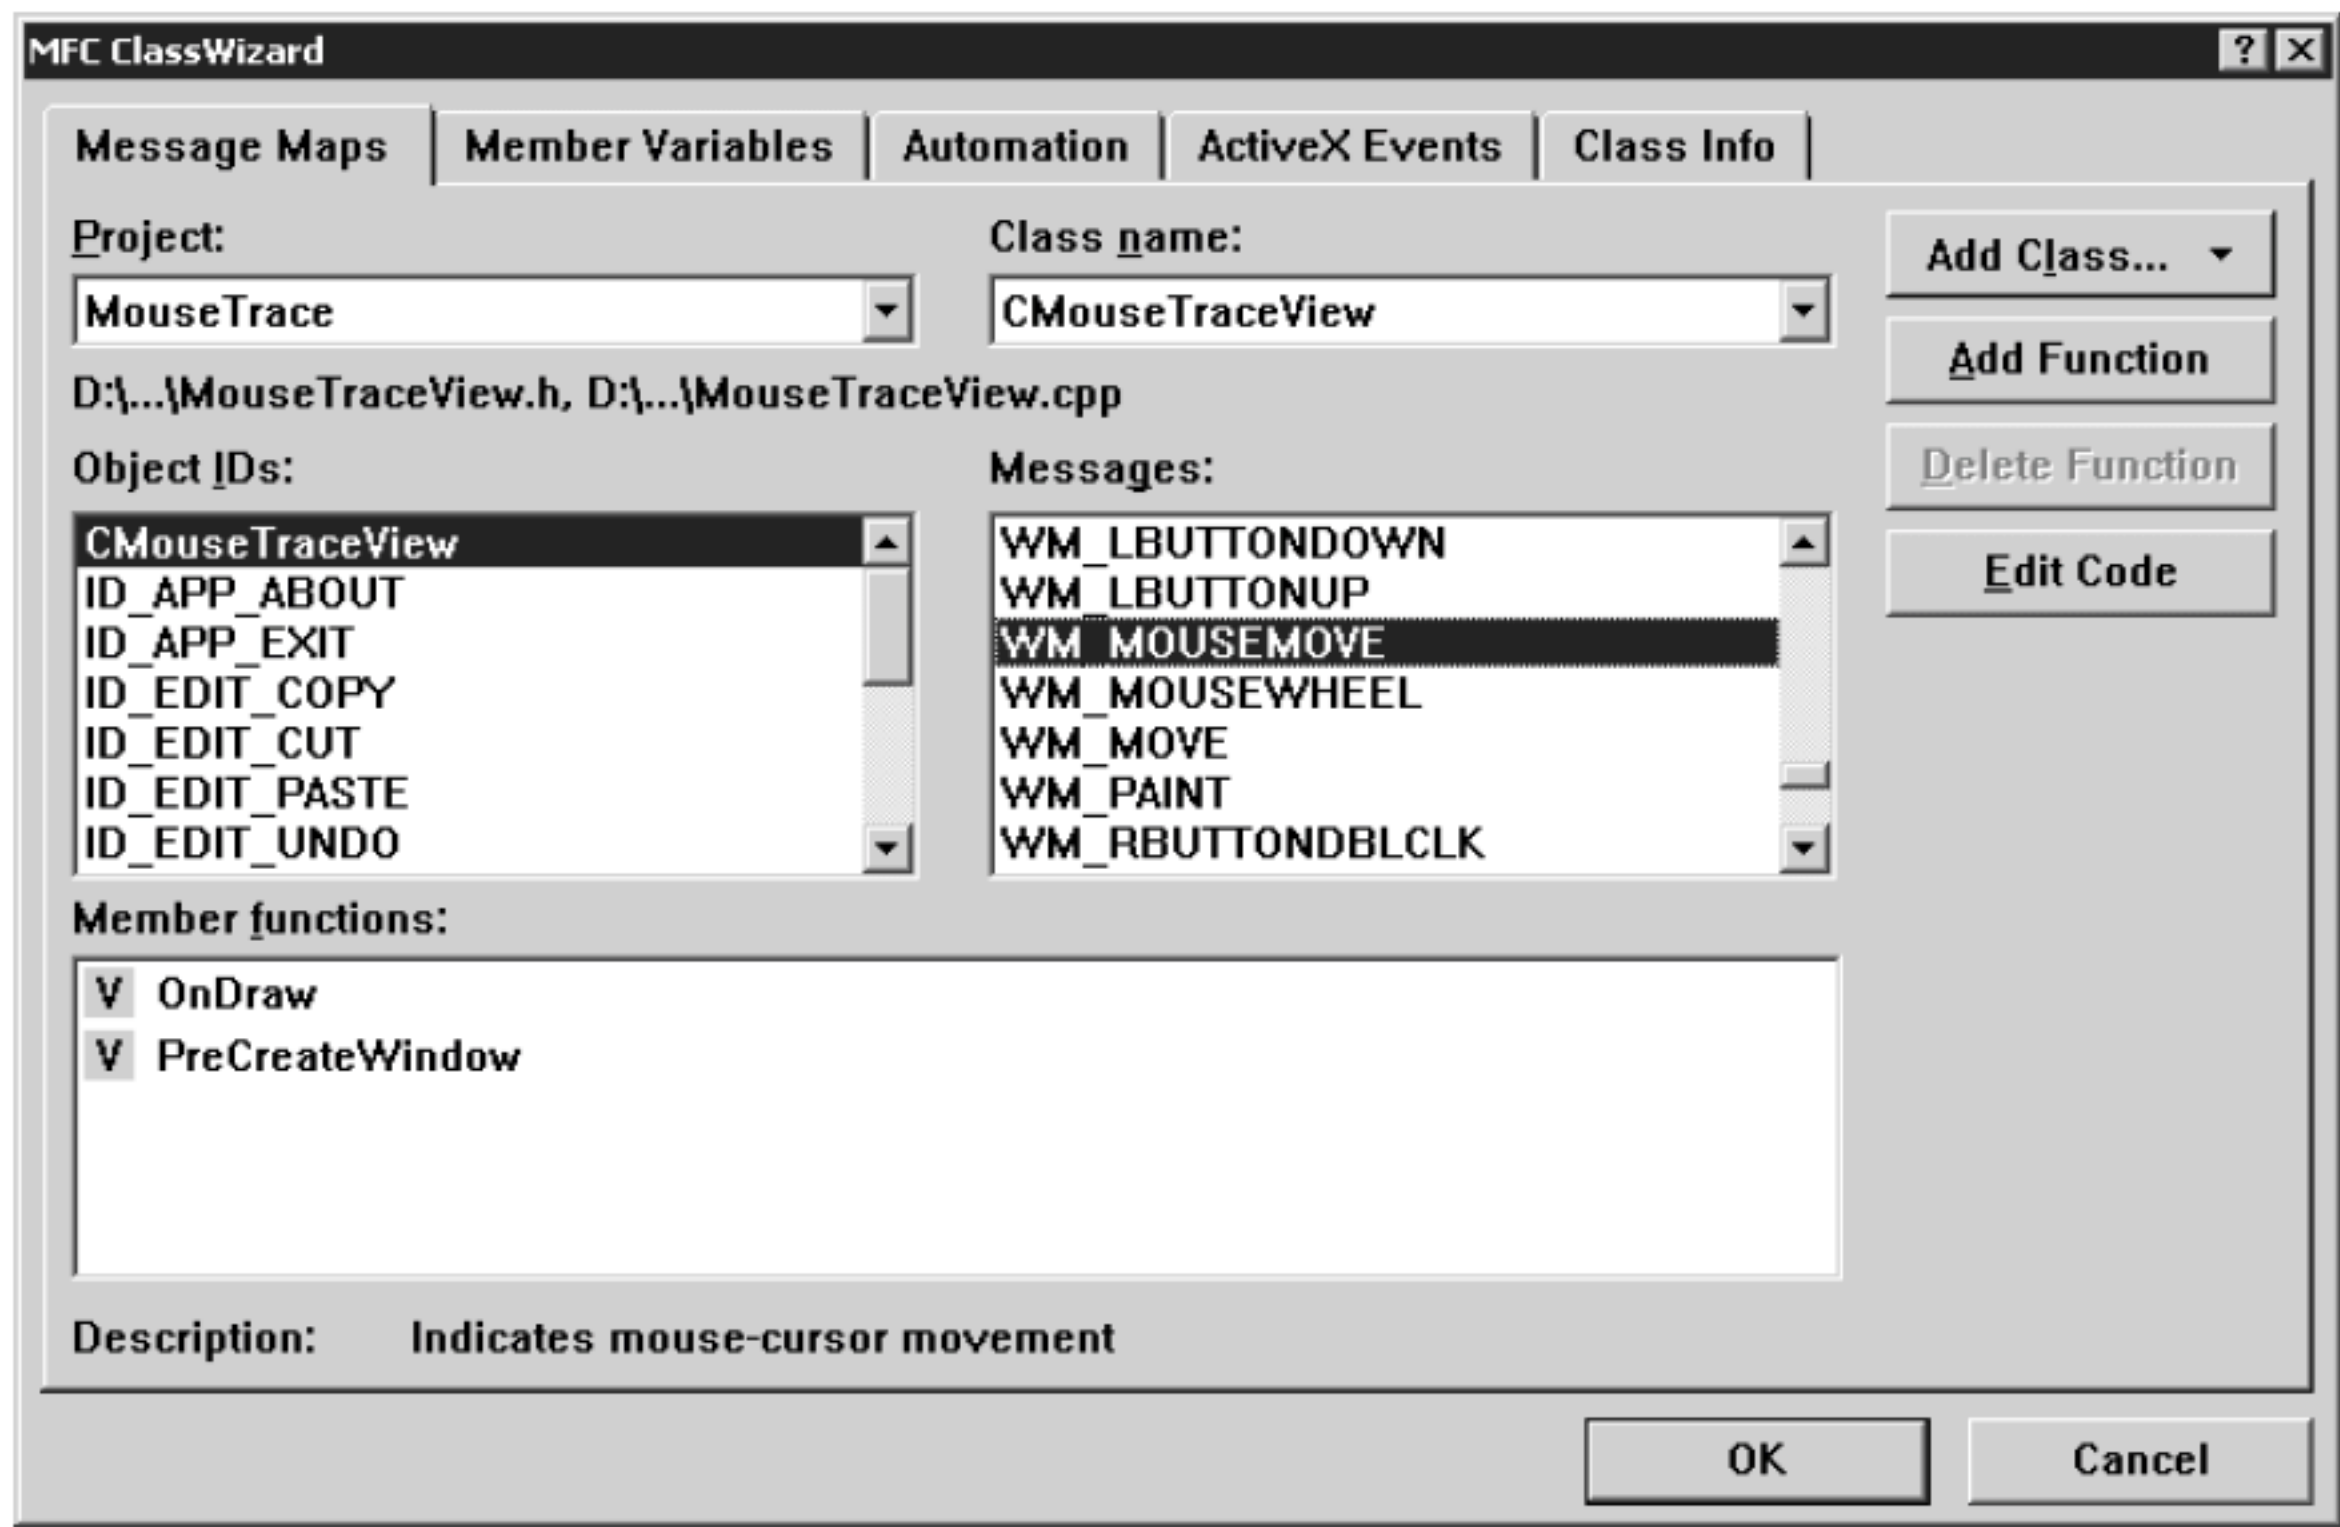 MFC ClassWizard
Message Maps Member Variables Automation ActiveX Events Class Info
Project: Class name:
MouseTrace CMouseTraceView
Add Class...
Add Function
Delete Function
Edit Code
D:\...\MouseTraceView.h, D:\...\MouseTraceView.cpp
Object IDs:
CMouseTraceView
ID_APP_ABOUT
ID_APP_EXIT
ID_EDIT_COPY
ID_EDIT_CUT
ID_EDIT_PASTE
ID_EDIT_UNDO
Messages:
WM_LBUTTONDOWN
WM_LBUTTONUP
WM_MOUSEMOVE
WM_MOUSEWHEEL
WM_MOVE
WM_PAINT
WM_RBUTTONDBLCLK
Member functions:
V OnDraw
V PreCreateWindow
Description: Indicates mouse-cursor movement
OK Cancel